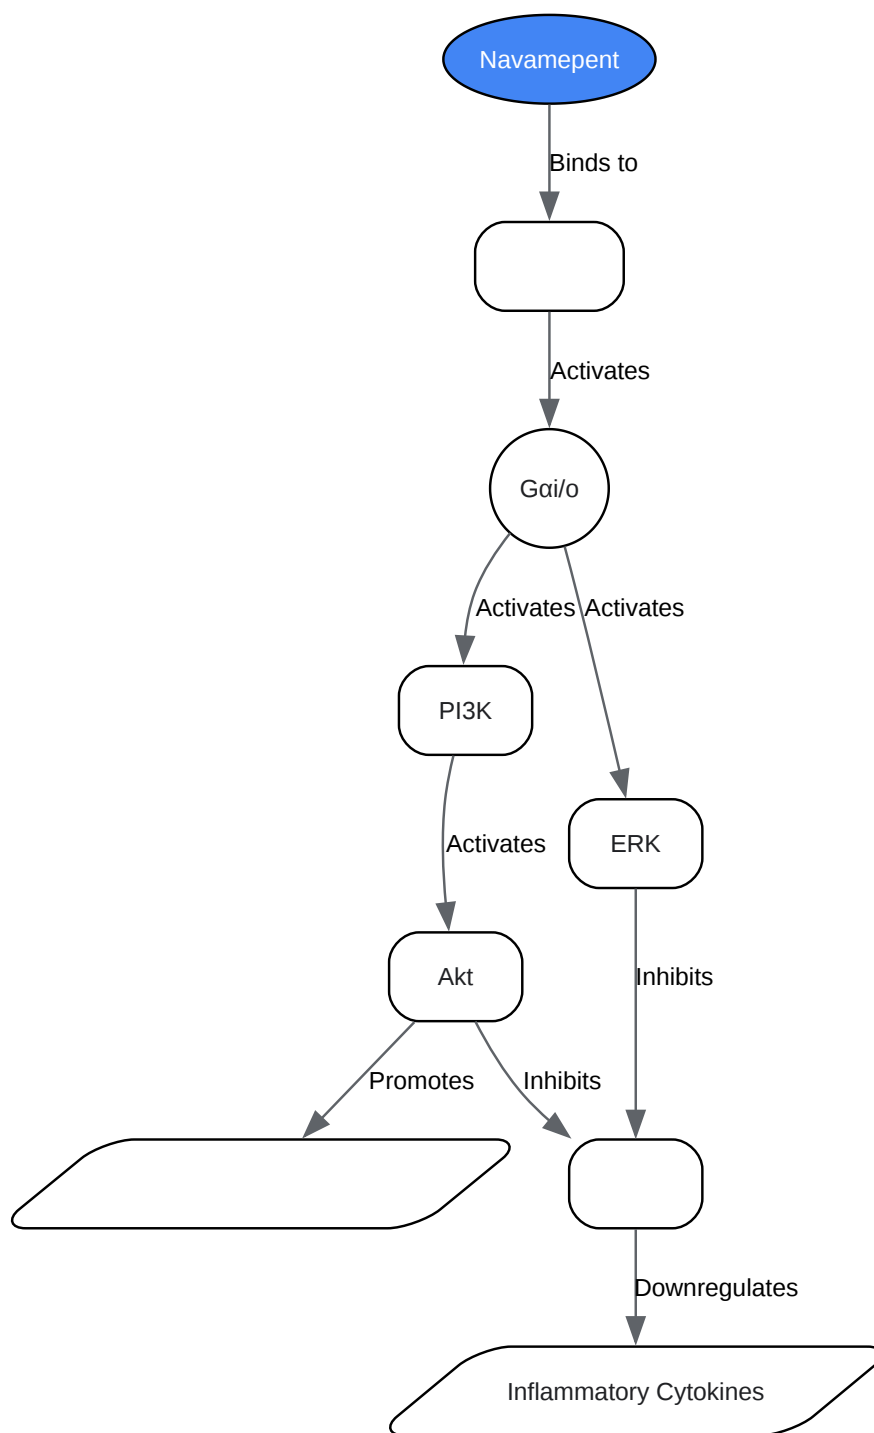 Navamepent
Binds to
Activates
Gαi/o
Activates
Activates
PI3K
Activates
ERK
Akt
Inhibits
Promotes
Inhibits
Downregulates
Inflammatory Cytokines